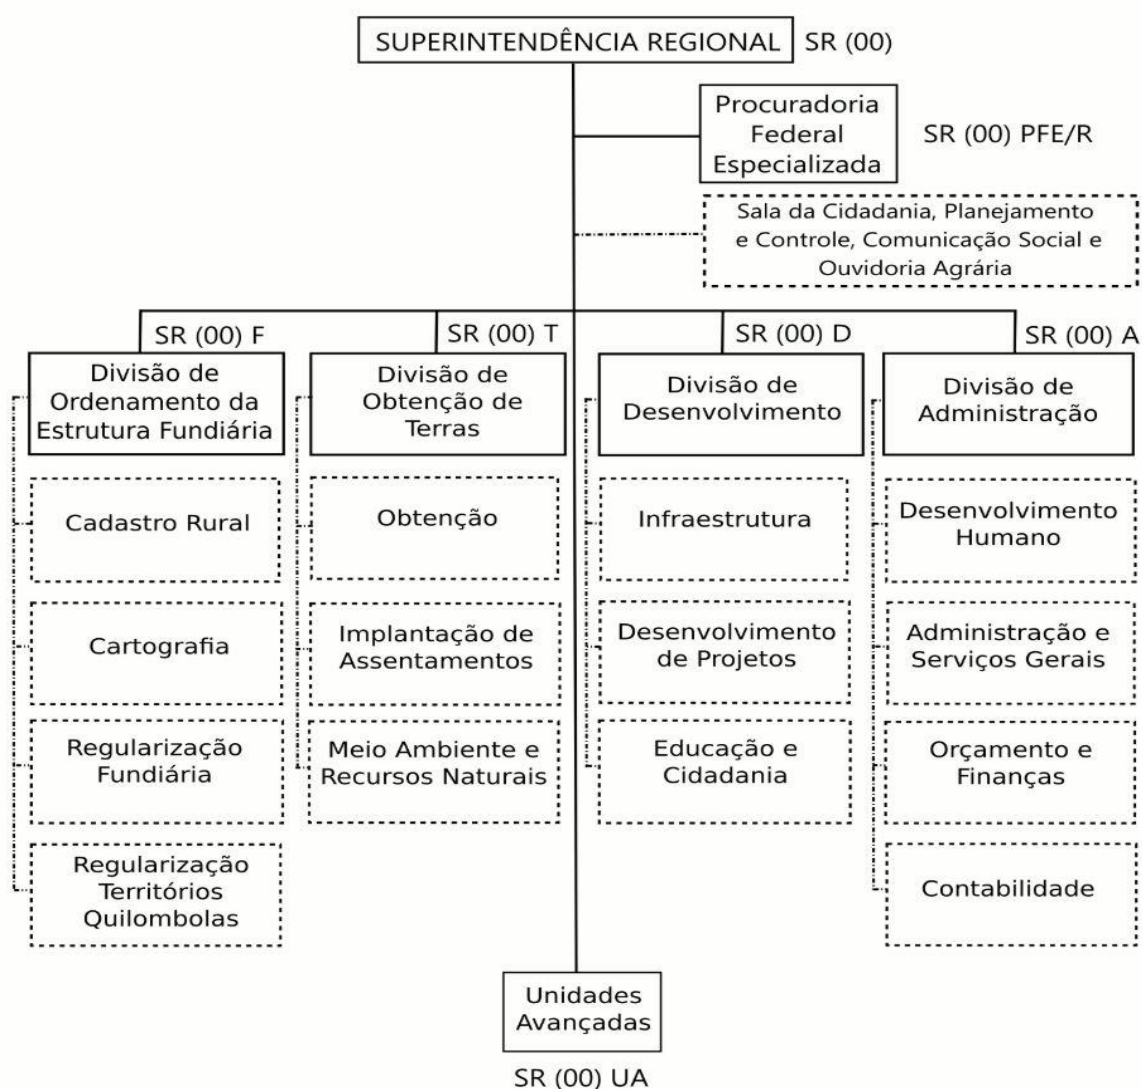 SUPERINTENDÊNCIA REGIONAL SR (00)
Procuradoria
Federal
Especializada
SR (00) PFE/R
Sala da Cidadania, Planejamento
e Controle, Comunicação Social e
Ouvidoria Agrária
SR (00) F
Divisão de
Ordenamento da
Estrutura Fundiária
Cadastro Rural
Cartografia
Regularização
Fundiária
Regularização
Territórios
Quilombolas
SR (00) T
Divisão de
Obtenção de
Terras
Obtenção
Implantação de
Assentamentos
Meio Ambiente e
Recursos Naturais
SR (00) D
Divisão de
Desenvolvimento
Infraestrutura
Desenvolvimento
de Projetos
Educação e
Cidadania
SR (00) A
Divisão de
Administração
Desenvolvimento
Humano
Administração e
Serviços Gerais
Orçamento e
Finanças
Contabilidade
Unidades
Avançadas
SR (00) UA